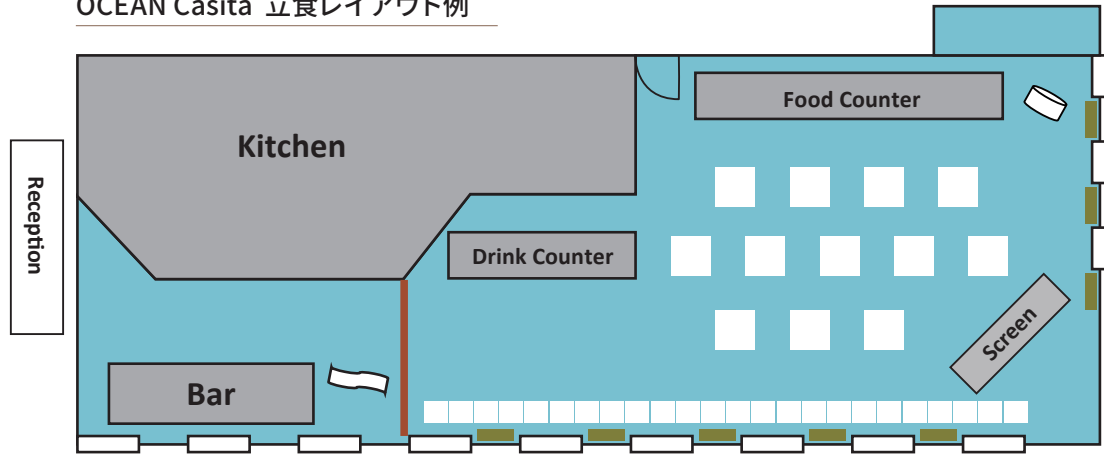 OCEAN Casita 立食レイアウト例
Food Counter
Kitchen
Reception
Drink Counter
Screen
Bar